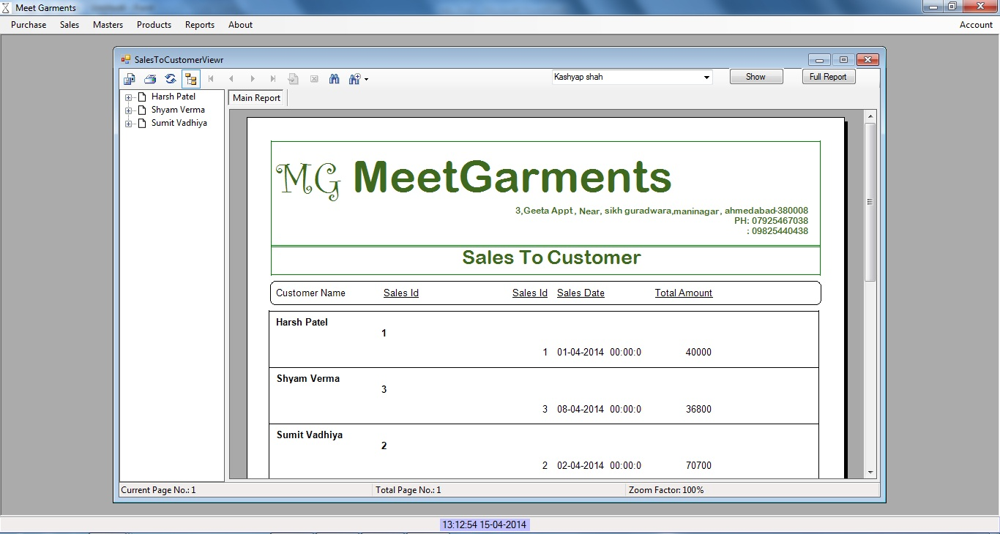 Meet Garments
Purchase Sales Masters Products Reports About Account
SalesToCustomerViewr
Kashyap shah Show Full Report
Harsh Patel
Shyam Verma
Sumit Vadhiya
Main Report
MG MeetGarments
3,Geeta Appt , Near, sikh guradwara,maninagar, ahmedabad-380008
PH: 07925467038
: 09825440438
Sales To Customer
Customer Name Sales Id Sales Id Sales Date Total Amount
Harsh Patel
1
1 01-04-2014 00:00:0 40000
Shyam Verma
3
3 08-04-2014 00:00:0 36800
Sumit Vadhiya
2
2 02-04-2014 00:00:0 70700
Current Page No.: 1 Total Page No.: 1 Zoom Factor: 100%
13:12:54 15-04-2014